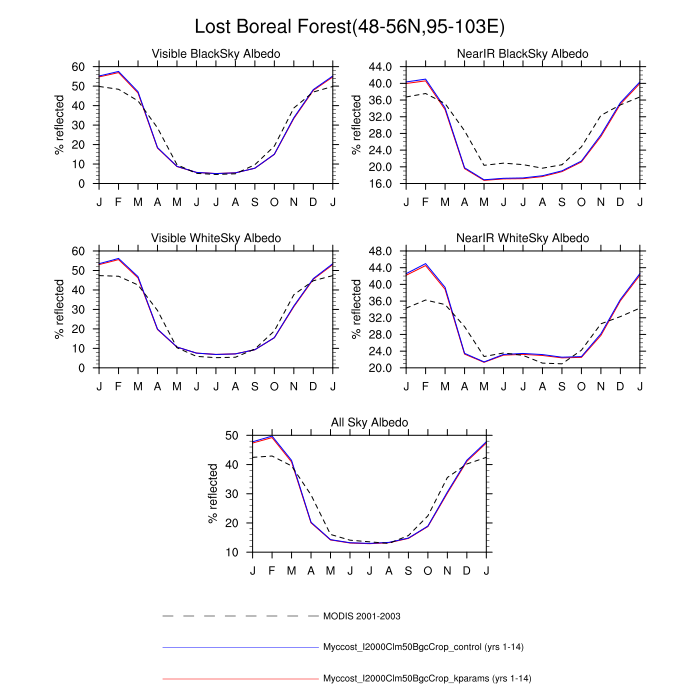 Lost Boreal Forest(48-56N,95-103E)
Visible BlackSky Albedo
% reflected
60
50
40
30
20
10
0
J F M A M J J A S O N D J
NearIR BlackSky Albedo
% reflected
44.0
40.0
36.0
32.0
28.0
24.0
20.0
16.0
J F M A M J J A S O N D J
Visible WhiteSky Albedo
% reflected
60
50
40
30
20
10
0
J F M A M J J A S O N D J
NearIR WhiteSky Albedo
% reflected
48.0
44.0
40.0
36.0
32.0
28.0
24.0
20.0
J F M A M J J A S O N D J
All Sky Albedo
% reflected
50
40
30
20
10
J F M A M J J A S O N D J
MODIS 2001-2003
Myccost_I2000Clm50BgcCrop_control (yrs 1-14)
Myccost_I2000Clm50BgcCrop_kparams (yrs 1-14)